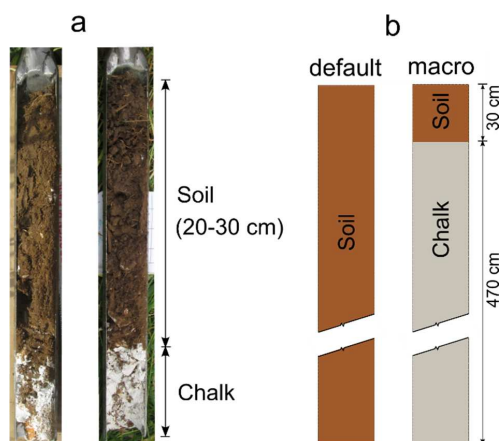 a
Soil
(20-30 cm)
Chalk
b
default
macro
Soil
Soil
Chalk
30 cm
470 cm